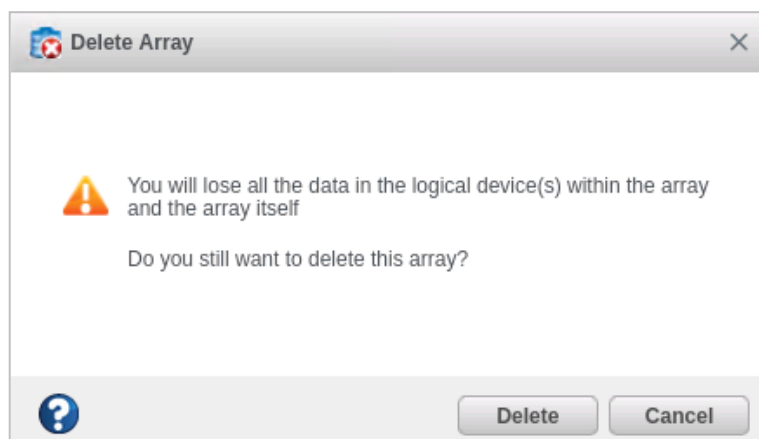 Delete Array
You will lose all the data in the logical device(s) within the array
and the array itself
Do you still want to delete this array?
?
Delete
Cancel